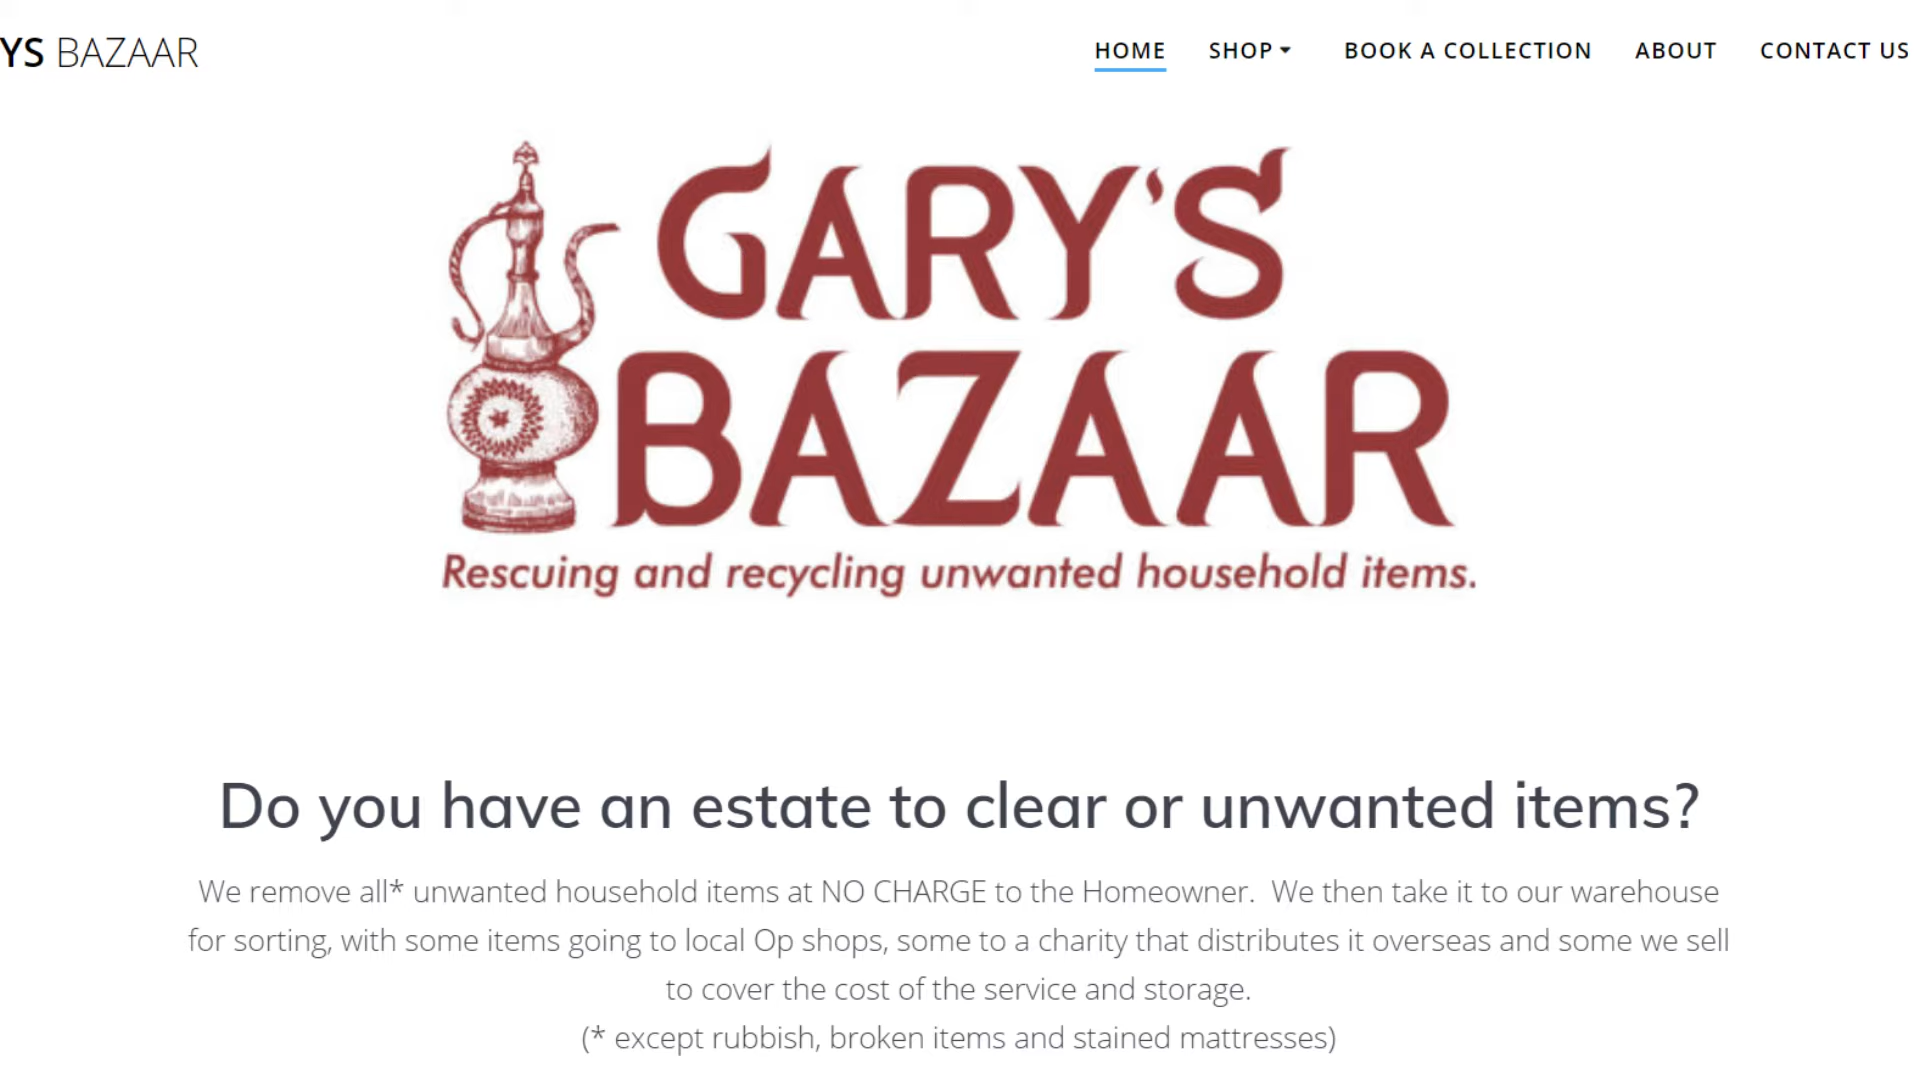 YS BAZAAR
HOME SHOP BOOK A COLLECTION ABOUT CONTACT US
GARY'S
BAZAAR
Rescuing and recycling unwanted household items.
Do you have an estate to clear or unwanted items?
We remove all* unwanted household items at NO CHARGE to the Homeowner. We then take it to our warehouse
for sorting, with some items going to local Op shops, some to a charity that distributes it overseas and some we sell
to cover the cost of the service and storage.
(* except rubbish, broken items and stained mattresses)